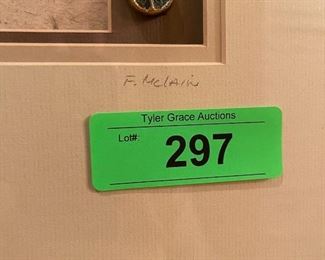 F. McLain
Tyler Grace Auctions
Lot#:
297